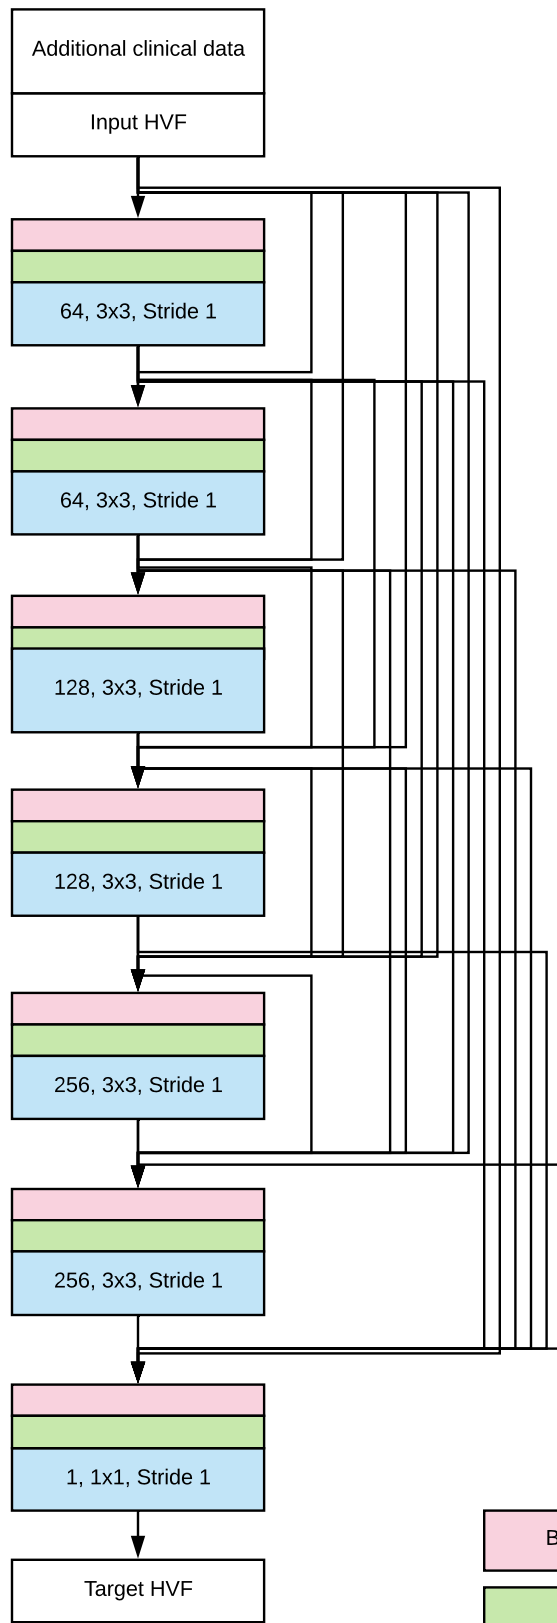 Additional clinical data
Input HVF
64, 3x3, Stride 1
64, 3x3, Stride 1
128, 3x3, Stride 1
128, 3x3, Stride 1
256, 3x3, Stride 1
256, 3x3, Stride 1
1, 1x1, Stride 1
Target HVF